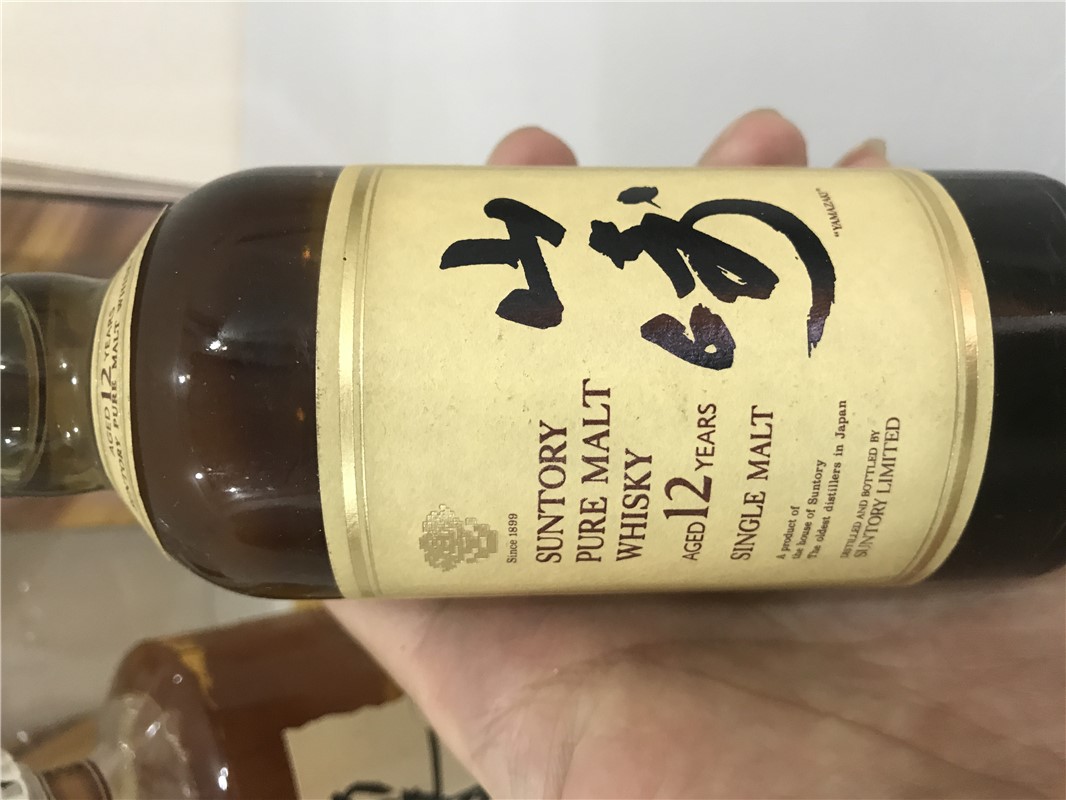 山崎
"YAMAZAKI"
Since 1899
SUNTORY
PURE MALT
WHISKY
AGED 12 YEARS
SINGLE MALT
A product of
the house of Suntory
The oldest distillers in Japan
DISTILLED AND BOTTLED BY
SUNTORY LIMITED
AGED 12 YEARS
PURE MALT